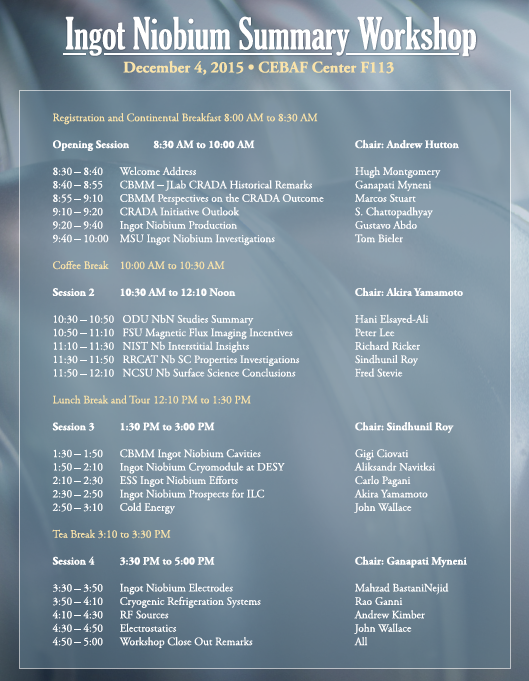 Ingot Niobium Summary Workshop
December 4, 2015 • CEBAF Center F113
Registration and Continental Breakfast 8:00 AM to 8:30 AM
Opening Session 8:30 AM to 10:00 AM Chair: Andrew Hutton
8:30 – 8:40 Welcome Address Hugh Montgomery
8:40 – 8:55 CBMM – JLab CRADA Historical Remarks Ganapati Myneni
8:55 – 9:10 CBMM Perspectives on the CRADA Outcome Marcos Stuart
9:10 – 9:20 CRADA Initiative Outlook S. Chattopadhyay
9:20 – 9:40 Ingot Niobium Production Gustavo Abdo
9:40 – 10:00 MSU Ingot Niobium Investigations Tom Bieler
Coffee Break 10:00 AM to 10:30 AM
Session 2 10:30 AM to 12:10 Noon Chair: Akira Yamamoto
10:30 – 10:50 ODU NbN Studies Summary Hani Elsayed-Ali
10:50 – 11:10 FSU Magnetic Flux Imaging Incentives Peter Lee
11:10 – 11:30 NIST Nb Interstitial Insights Richard Ricker
11:30 – 11:50 RRCAT Nb SC Properties Investigations Sindhunil Roy
11:50 – 12:10 NCSU Nb Surface Science Conclusions Fred Stevie
Lunch Break and Tour 12:10 PM to 1:30 PM
Session 3 1:30 PM to 3:00 PM Chair: Sindhunil Roy
1:30 – 1:50 CBMM Ingot Niobium Cavities Gigi Ciovati
1:50 – 2:10 Ingot Niobium Cryomodule at DESY Aliksandr Navitksi
2:10 – 2:30 ESS Ingot Niobium Efforts Carlo Pagani
2:30 – 2:50 Ingot Niobium Prospects for ILC Akira Yamamoto
2:50 – 3:10 Cold Energy John Wallace
Tea Break 3:10 to 3:30 PM
Session 4 3:30 PM to 5:00 PM Chair: Ganapati Myneni
3:30 – 3:50 Ingot Niobium Electrodes Mahzad BastaniNejid
3:50 – 4:10 Cryogenic Refrigeration Systems Rao Ganni
4:10 – 4:30 RF Sources Andrew Kimber
4:30 – 4:50 Electrostatics John Wallace
4:50 – 5:00 Workshop Close Out Remarks All